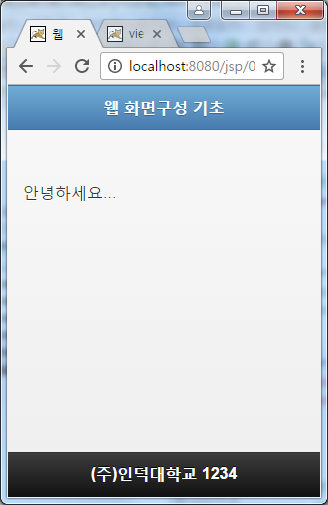 웹
vie
localhost:8080/jsp/0
웹 화면구성 기초
안녕하세요...
(주)인덕대학교 1234